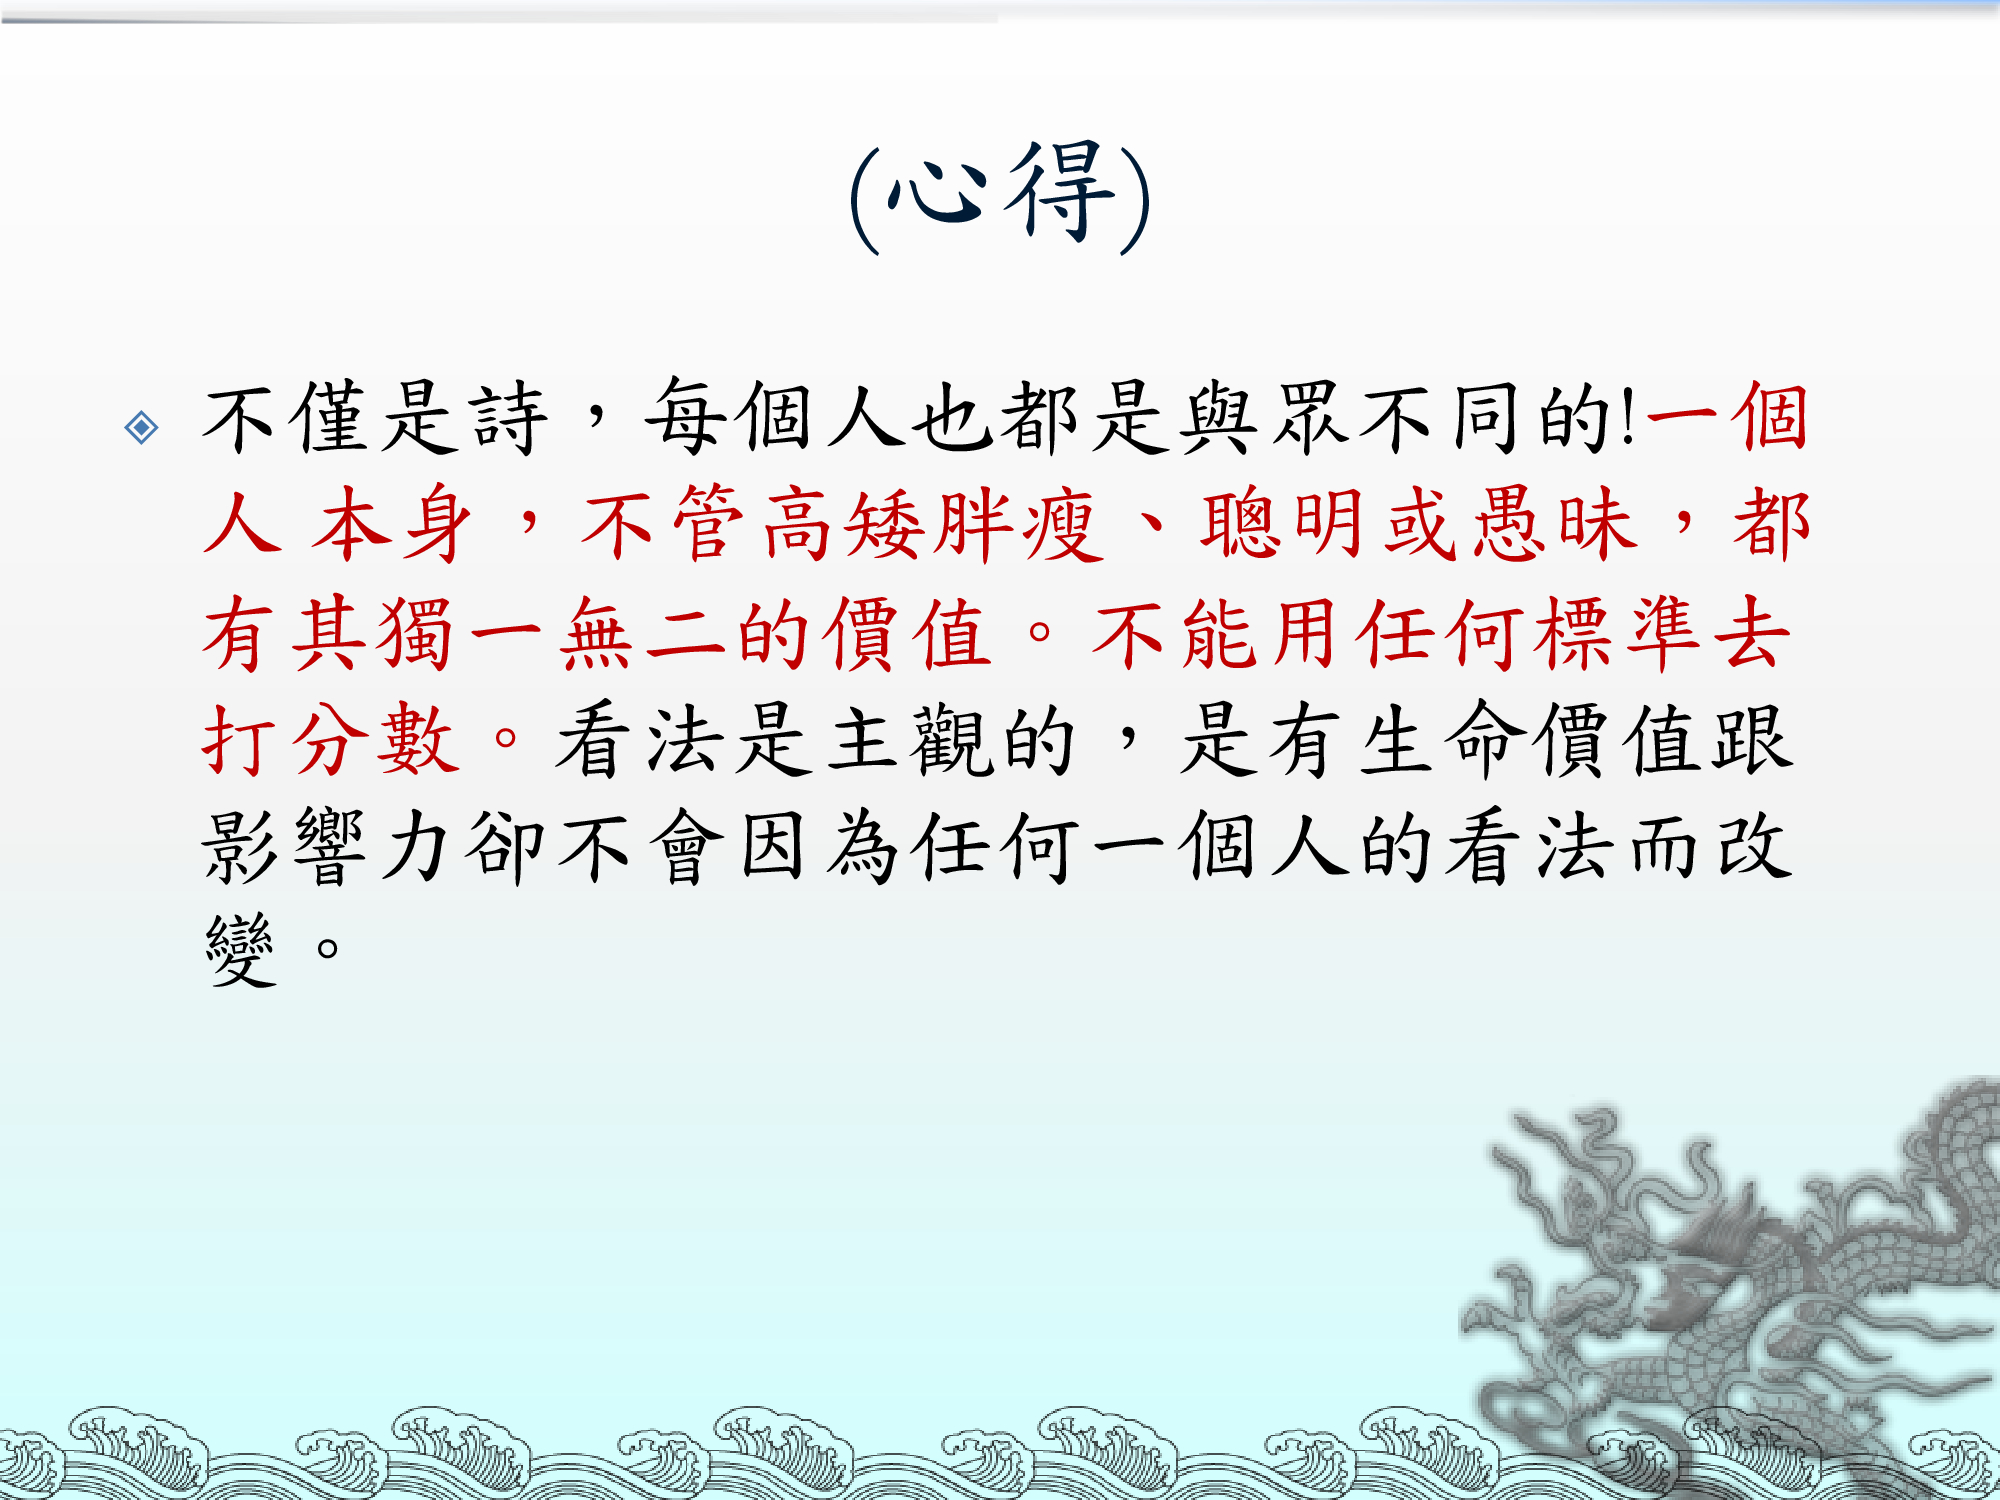 (心得)
不僅是詩，每個人也都是與眾不同的!一個
人 本身，不管高矮胖瘦、聰明或愚昧，都
有其獨一無二的價值。不能用任何標準去
打分數。看法是主觀的，是有生命價值跟
影響力卻不會因為任何一個人的看法而改
變。